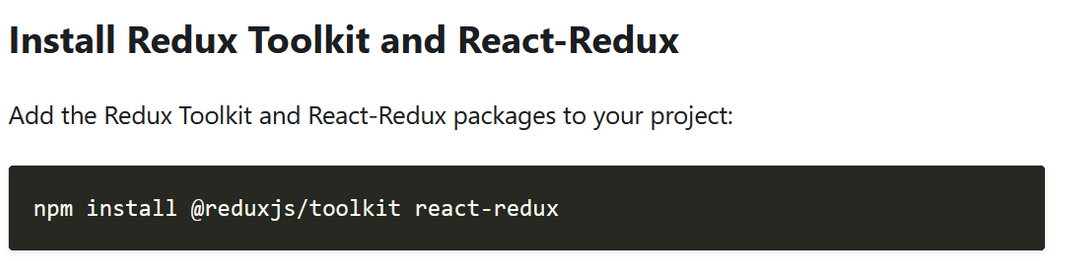 Install Redux Toolkit and React-Redux
Add the Redux Toolkit and React-Redux packages to your project:
npm install @reduxjs/toolkit react-redux